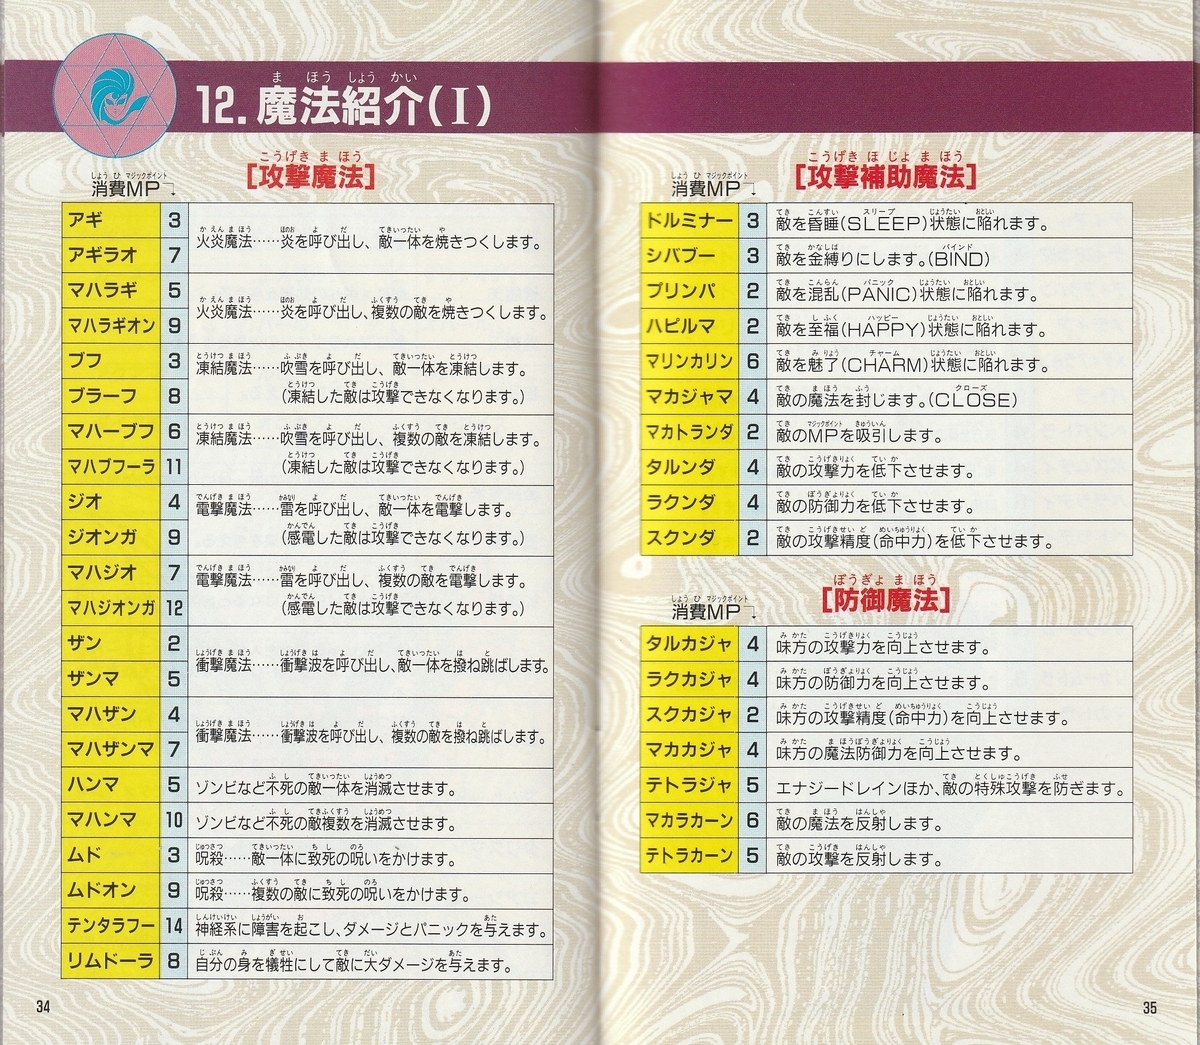 12. 魔法紹介(I)
[攻撃魔法]
消費MP
アギ 3
火炎魔法……炎を呼び出し、敵一体を焼きつくします。
アギラオ 7
マハラギ 5
火炎魔法……炎を呼び出し、複数の敵を焼きつくします。
マハラギオン 9
ブフ 3 凍結魔法……吹雪を呼び出し、敵一体を凍結します。
ブラーフ 8 (凍結した敵は攻撃できなくなります。)
マハーブフ 6 凍結魔法……吹雪を呼び出し、複数の敵を凍結します。
マハブフーラ 11 (凍結した敵は攻撃できなくなります。)
ジオ 4 電撃魔法……雷を呼び出し、敵一体を電撃します。
ジオンガ 9 (感電した敵は攻撃できなくなります。)
マハジオ 7 電撃魔法……雷を呼び出し、複数の敵を電撃します。
マハジオンガ 12 (感電した敵は攻撃できなくなります。)
ザン 2
衝撃魔法……衝撃波を呼び出し、敵一体を撥ね跳ばします。
ザンマ 5
マハザン 4
衝撃魔法……衝撃波を呼び出し、複数の敵を撥ね跳ばします。
マハザンマ 7
ハンマ 5 ゾンビなど不死の敵一体を消滅させます。
マハンマ 10 ゾンビなど不死の敵複数を消滅させます。
ムド 3 呪殺……敵一体に致死の呪いをかけます。
ムドオン 9 呪殺……複数の敵に致死の呪いをかけます。
テンタラフー 14 神経系に障害を起こし、ダメージとパニックを与えます。
リムドーラ 8 自分の身を犠牲にして敵に大ダメージを与えます。
34
[攻撃補助魔法]
消費MP
ドルミナー 3 敵を昏睡(SLEEP)状態に陥れます。
シバブー 3 敵を金縛りにします。(BIND)
プリンパ 2 敵を混乱(PANIC)状態に陥れます。
ハピルマ 2 敵を至福(HAPPY)状態に陥れます。
マリンカリン 6 敵を魅了(CHARM)状態に陥れます。
マカジャマ 4 敵の魔法を封じます。(CLOSE)
マカトランダ 2 敵のMPを吸引します。
タルンダ 4 敵の攻撃力を低下させます。
ラクンダ 4 敵の防御力を低下させます。
スクンダ 2 敵の攻撃精度(命中力)を低下させます。
[防御魔法]
消費MP
タルカジャ 4 味方の攻撃力を向上させます。
ラクカジャ 4 味方の防御力を向上させます。
スクカジャ 2 味方の攻撃精度(命中力)を向上させます。
マカカジャ 4 味方の魔法防御力を向上させます。
テトラジャ 5 エナジードレインほか、敵の特殊攻撃を防ぎます。
マカラカーン 6 敵の魔法を反射します。
テトラカーン 5 敵の攻撃を反射します。
35